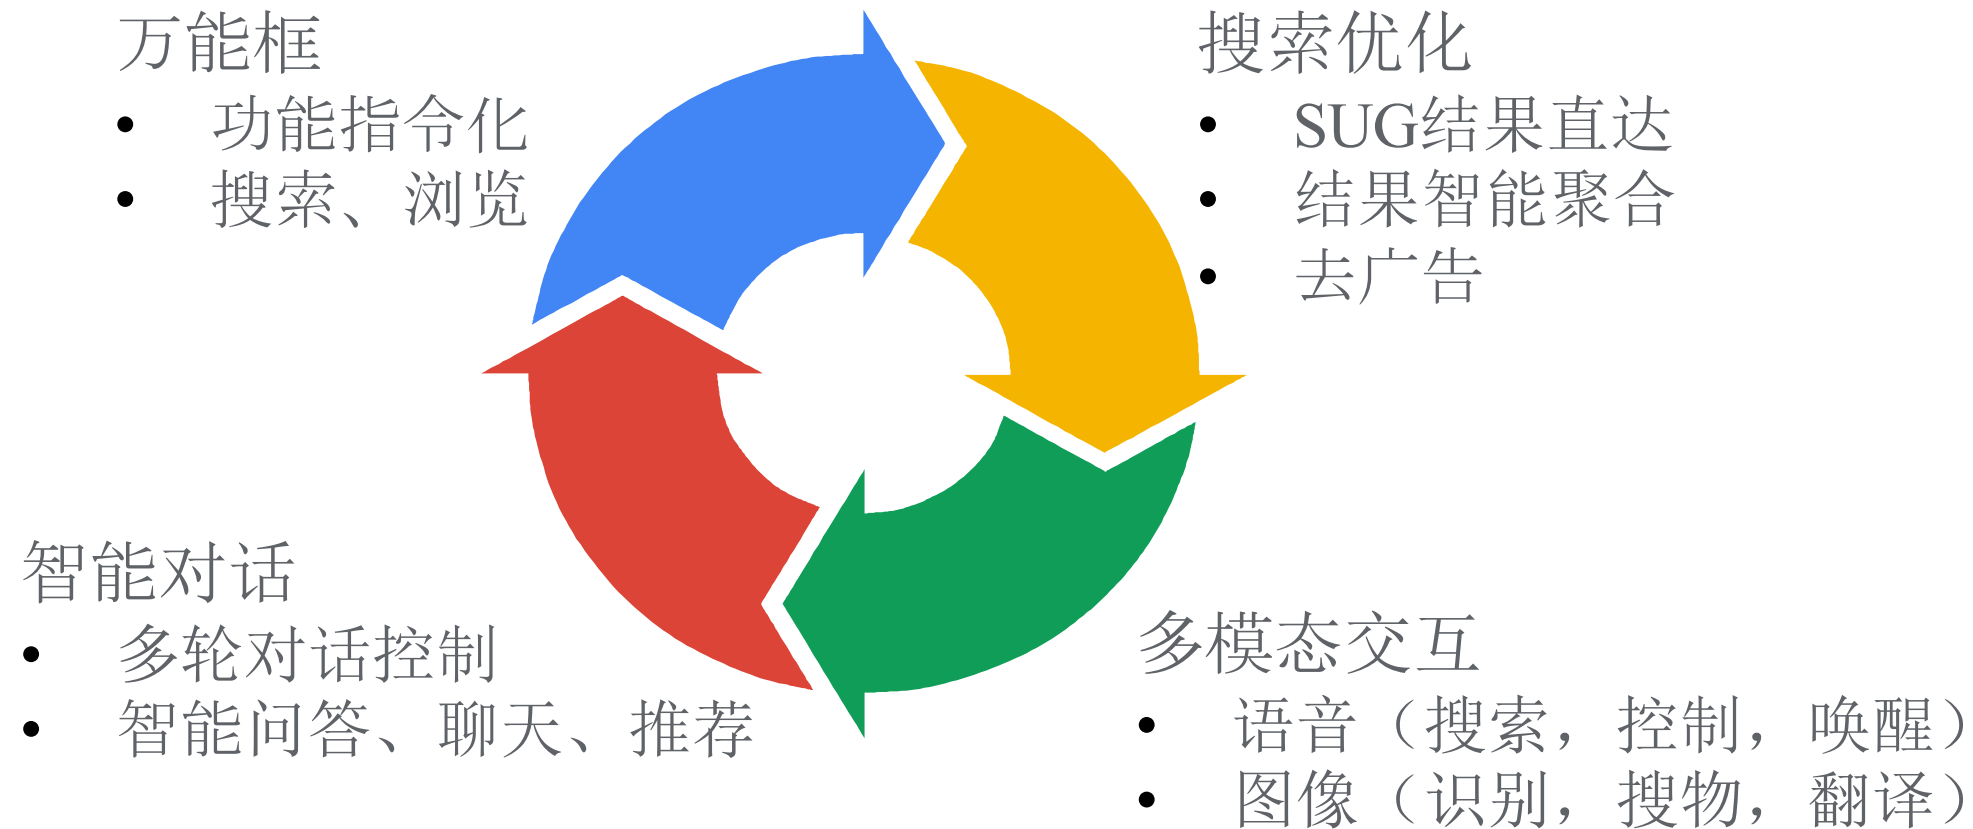 万能框
• 功能指令化
• 搜索、浏览
搜索优化
• SUG结果直达
• 结果智能聚合
• 去广告
智能对话
• 多轮对话控制
• 智能问答、聊天、推荐
多模态交互
• 语音（搜索，控制，唤醒）
• 图像（识别，搜物，翻译）